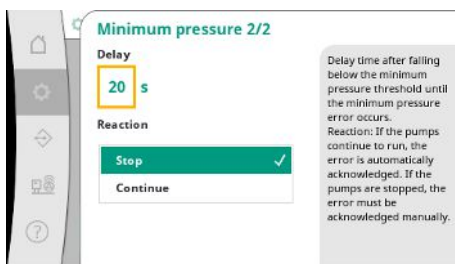 Minimum pressure 2/2
Delay
20 s
Reaction
Stop
Continue
Delay time after falling
below the minimum
pressure threshold until
the minimum pressure
error occurs.
Reaction: If the pumps
continue to run, the
error is automatically
acknowledged. If the
pumps are stopped, the
error must be
acknowledged manually.
?